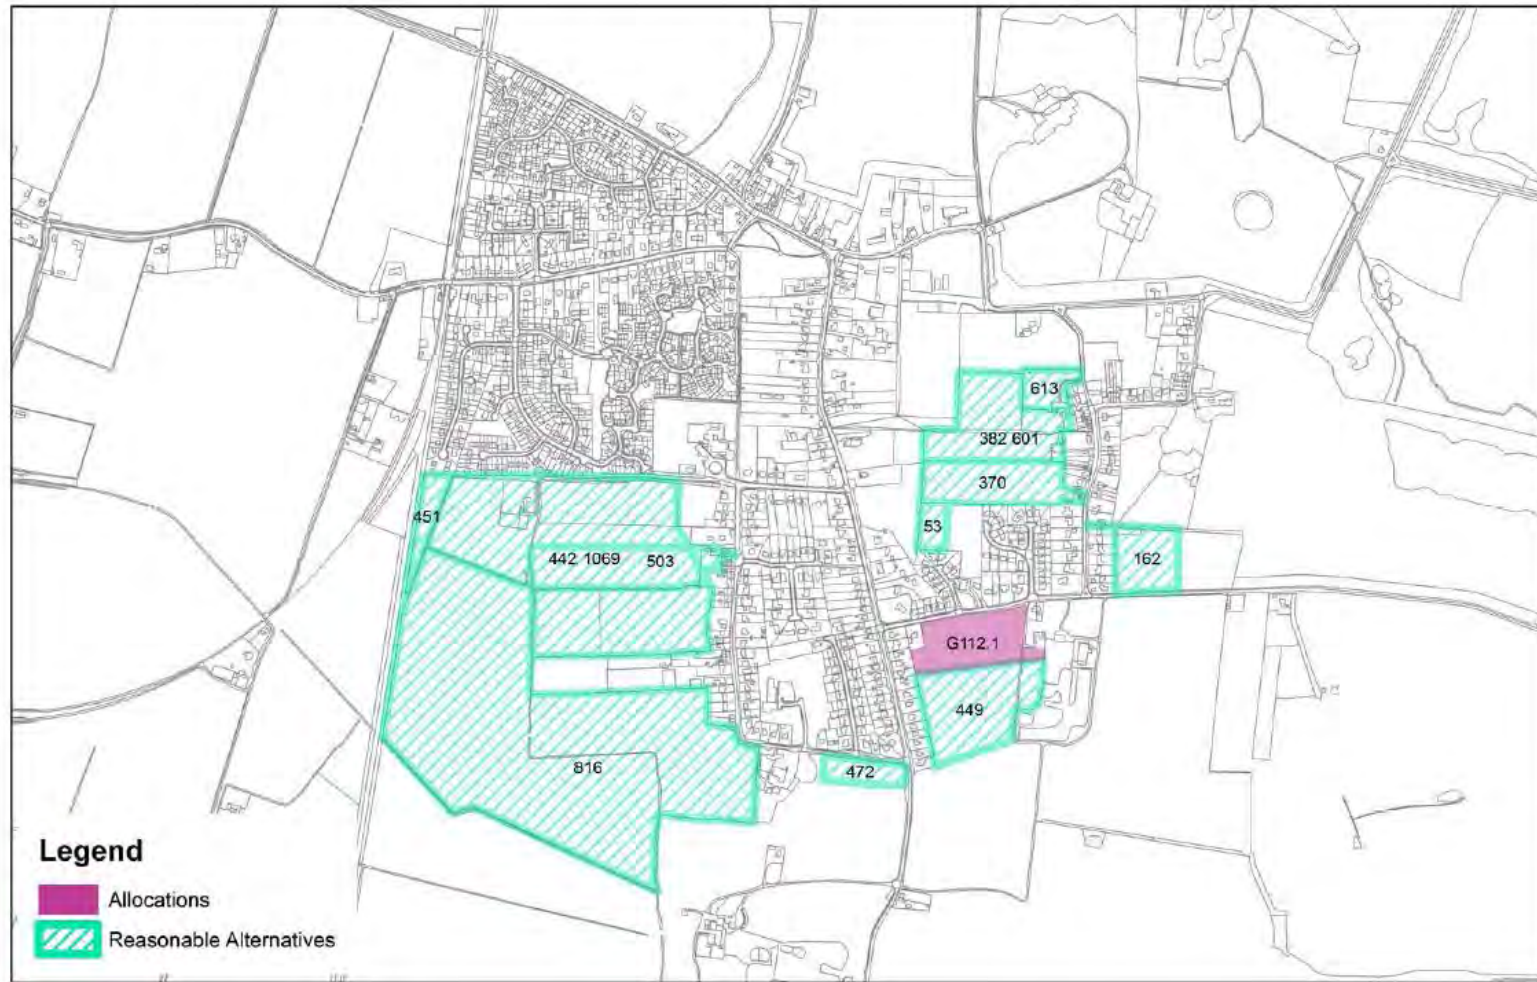 613
382 601
370
451
53
442 1069 503
162
G112.1
449
816
472
Legend
Allocations
Reasonable Alternatives